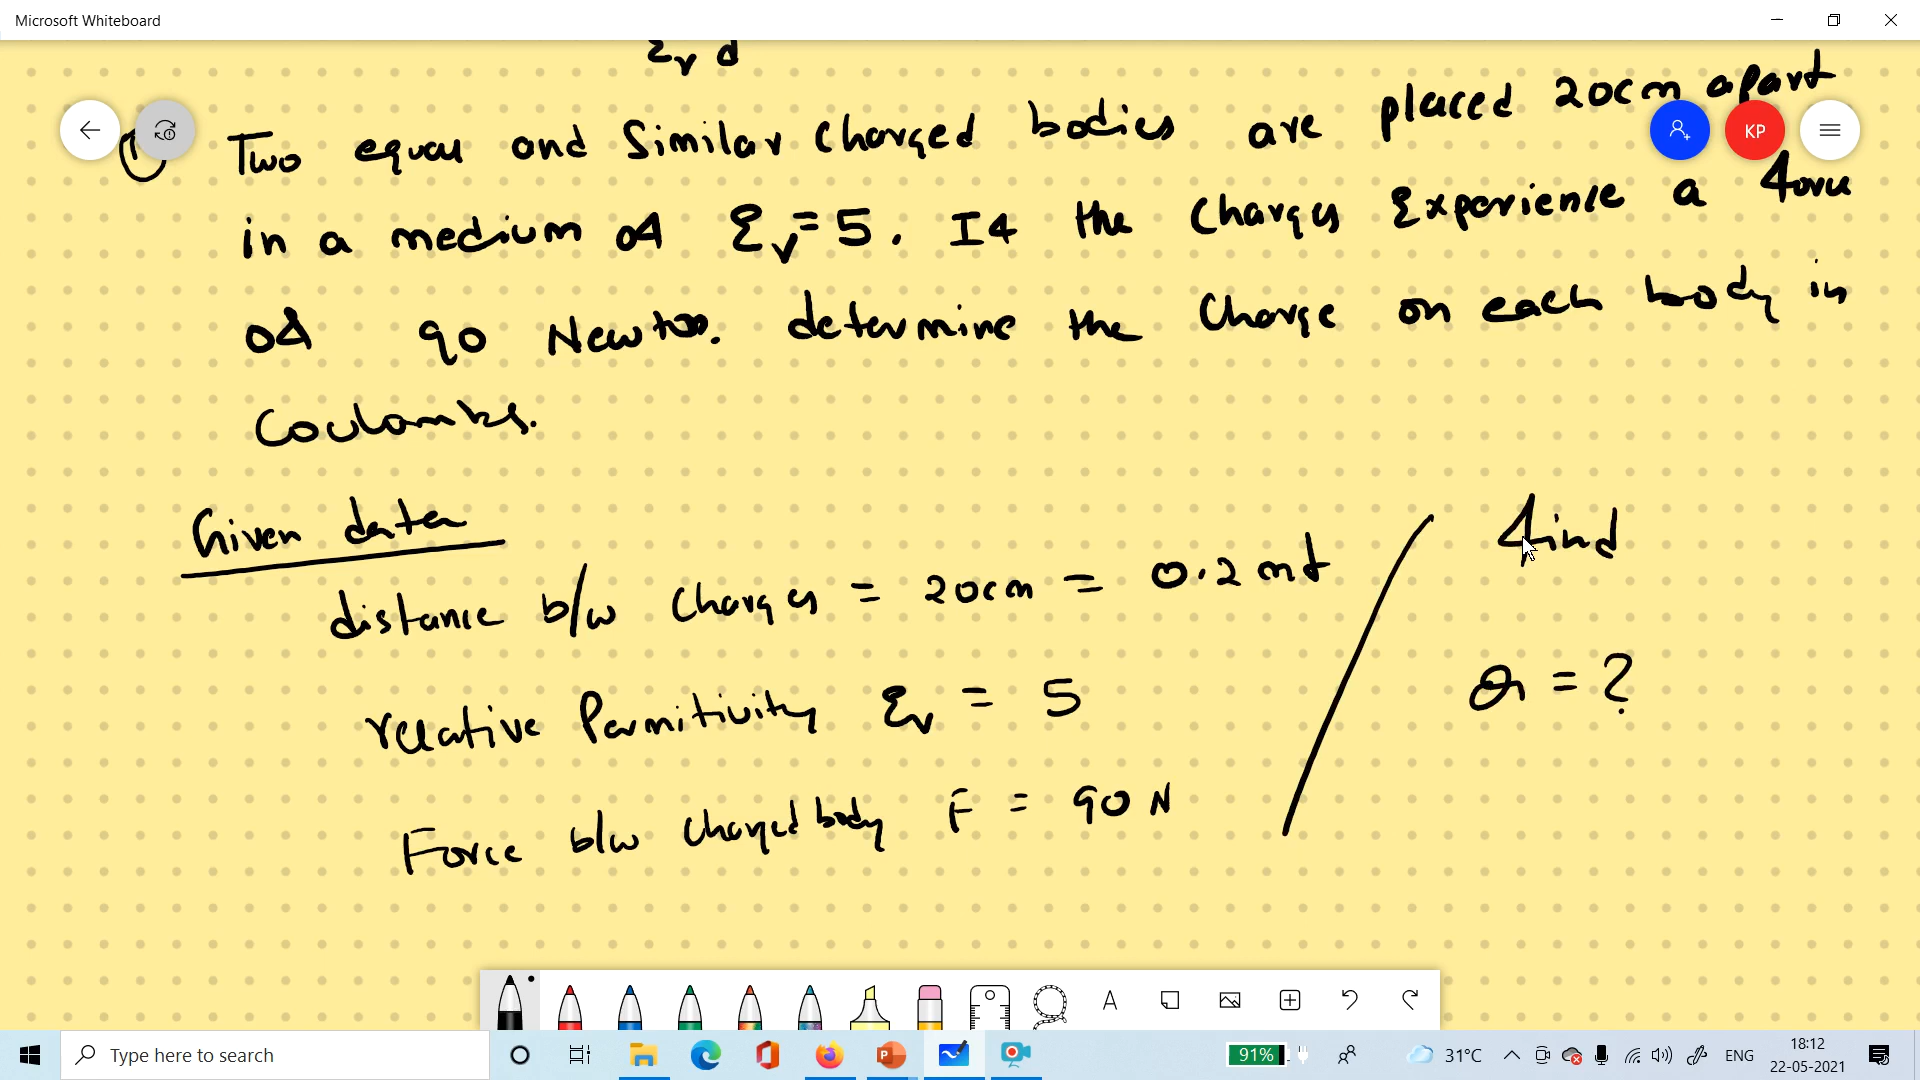 Microsoft Whiteboard
εr d
Two equal and Similar Charged bodies are placed 20cm apart
KP
in a medium of εr = 5. If the Charges Experience a force
of 90 Newton. determine the Charge on each body in
Coulombs.
Given data
find
distance b/w Charges = 20cm = 0.2 mt
Q = ?
relative Permitivity εr = 5
Force b/w charged body F = 90 N
Type here to search
91%
31°C
ENG
18:12
22-05-2021